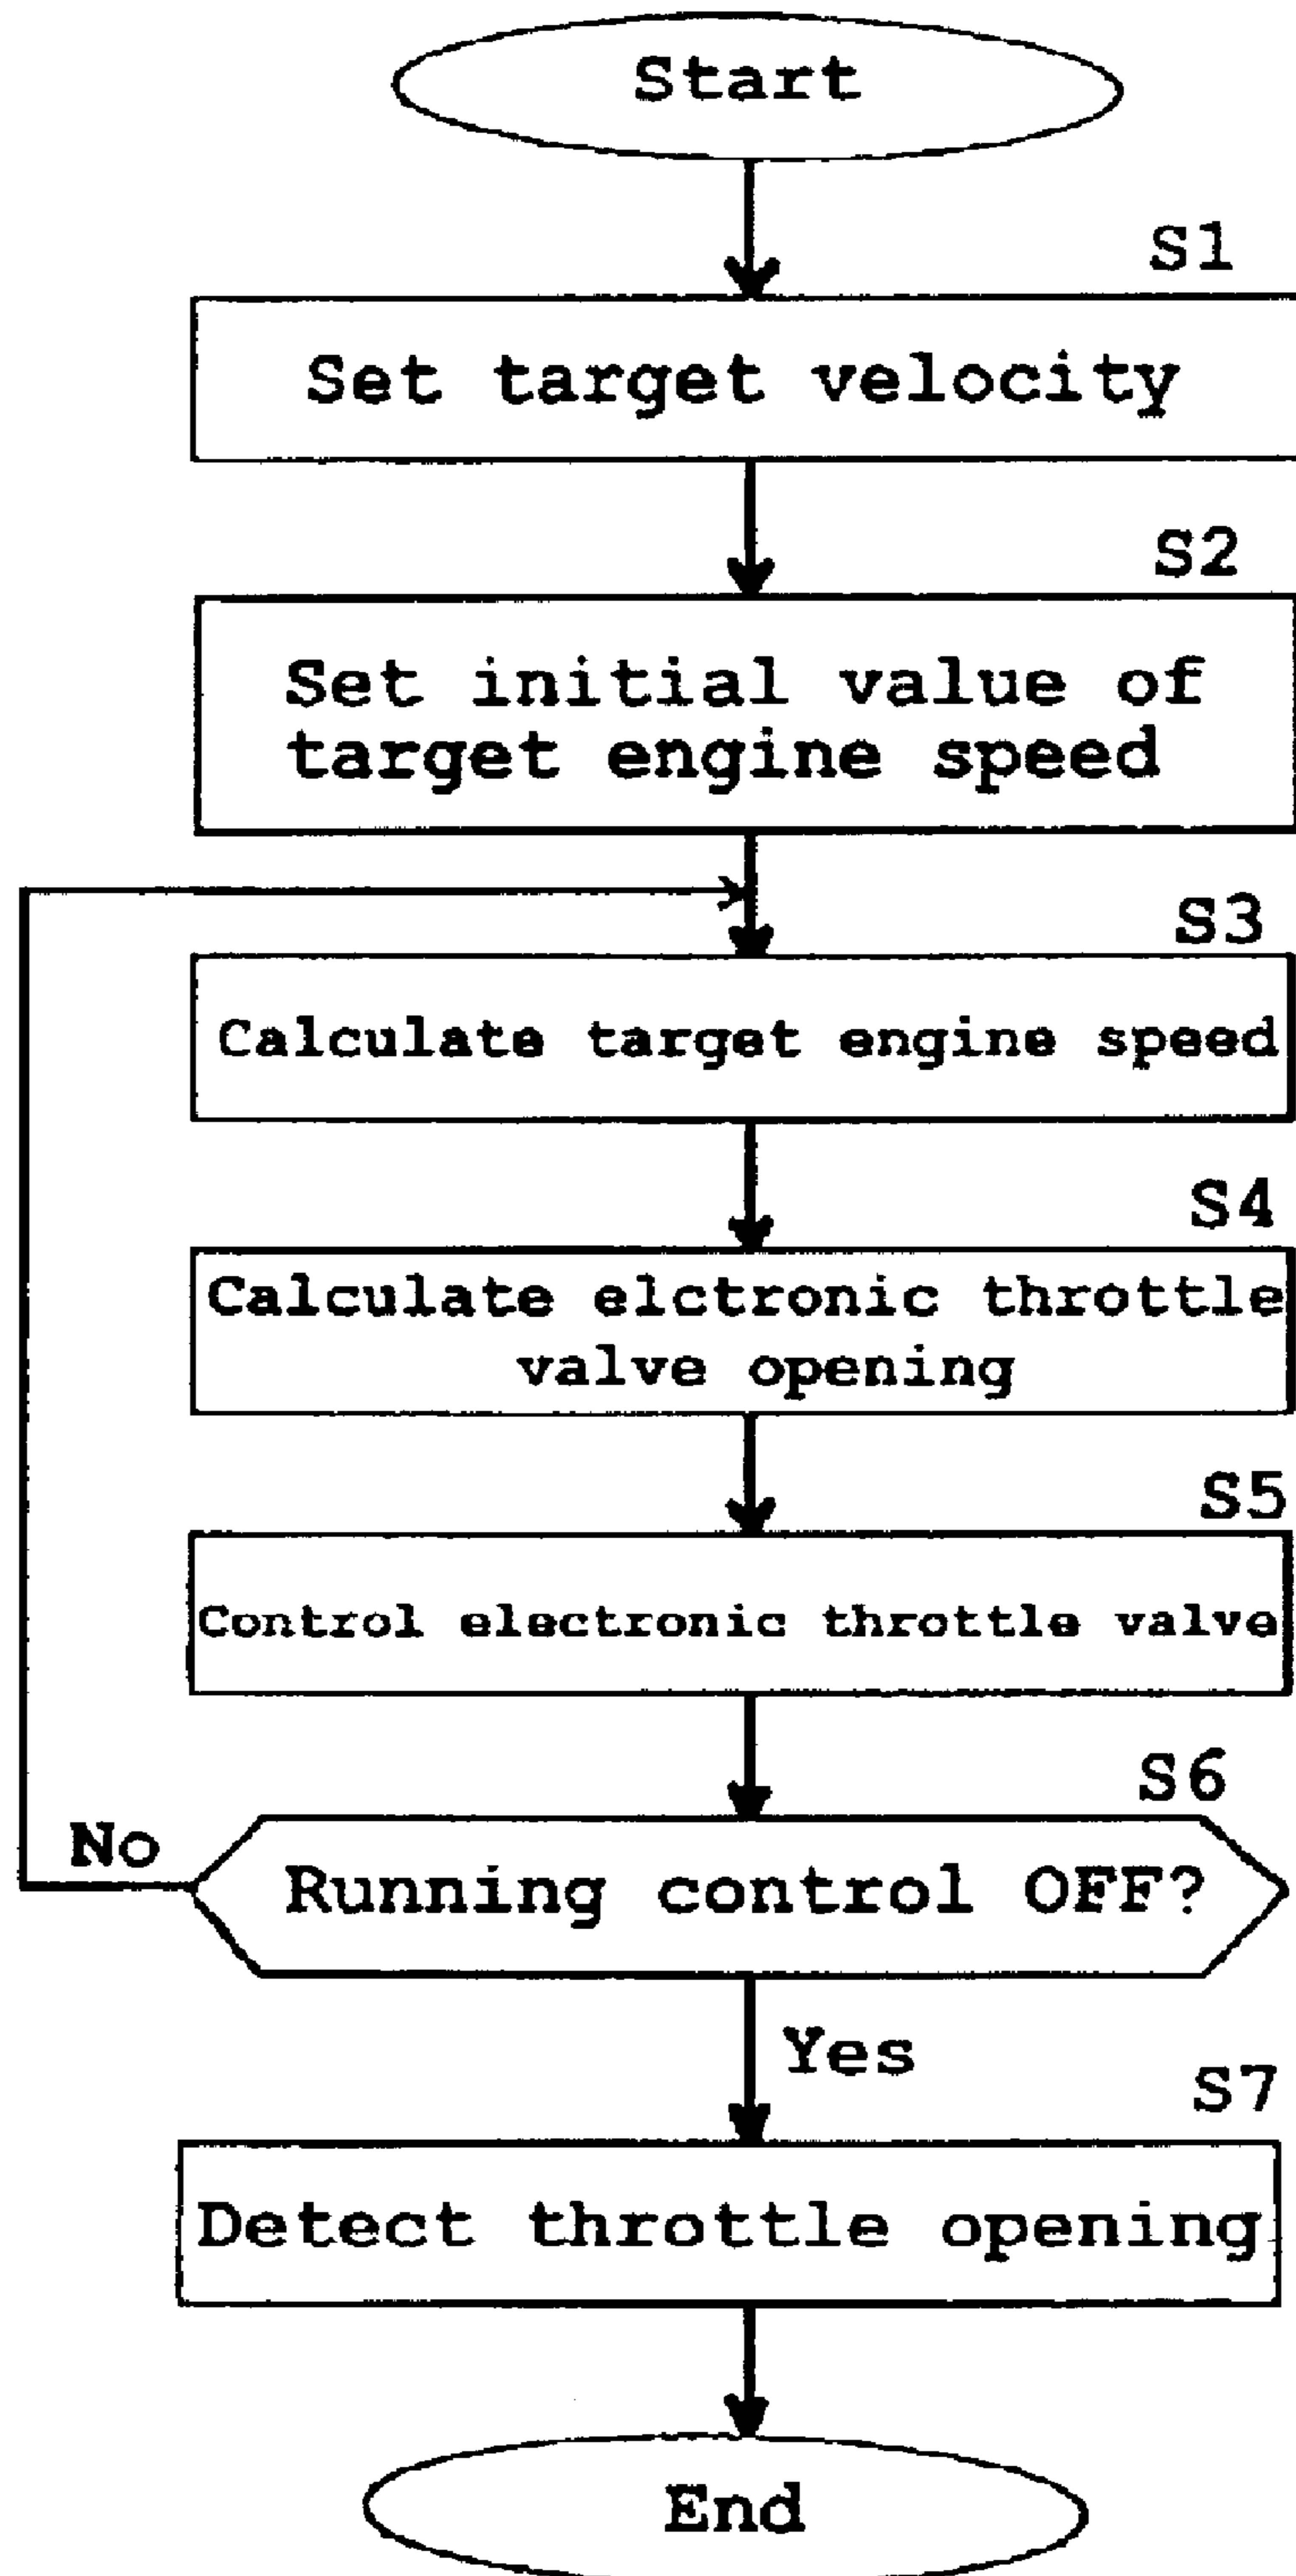 Start
S1
Set target velocity
S2
Set initial value of
target engine speed
S3
Calculate target engine speed
S4
Calculate elctronic throttle
valve opening
S5
Control electronic throttle valve
S6
No
Running control OFF?
Yes
S7
Detect throttle opening
End